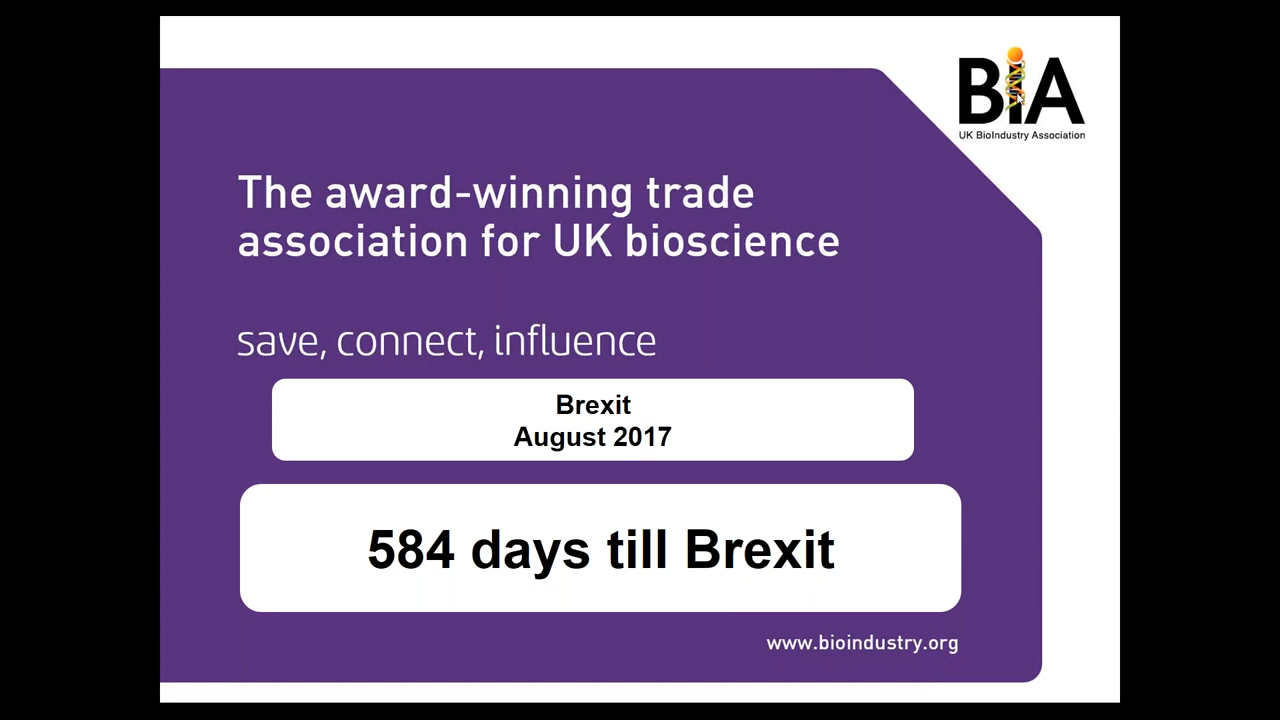 BiA
UK BioIndustry Association
The award-winning trade
association for UK bioscience
save, connect, influence
Brexit
August 2017
584 days till Brexit
www.bioindustry.org